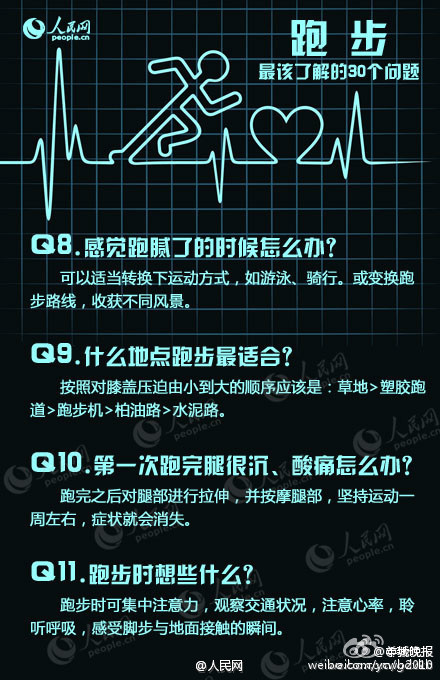 人民网
people.cn
跑步
最该了解的30个问题
Q8.感觉跑腻了的时候怎么办?
可以适当转换下运动方式，如游泳、骑行。或变换跑
步路线，收获不同风景。
Q9.什么地点跑步最适合?
按照对膝盖压迫由小到大的顺序应该是：草地>塑胶跑
道>跑步机>柏油路>水泥路。
Q10.第一次跑完腿很沉、酸痛怎么办?
跑完之后对腿部进行拉伸，并按摩腿部，坚持运动一
周左右，症状就会消失。
Q11.跑步时想些什么?
跑步时可集中注意力，观察交通状况，注意心率，聆
听呼吸，感受脚步与地面接触的瞬间。
@人民网